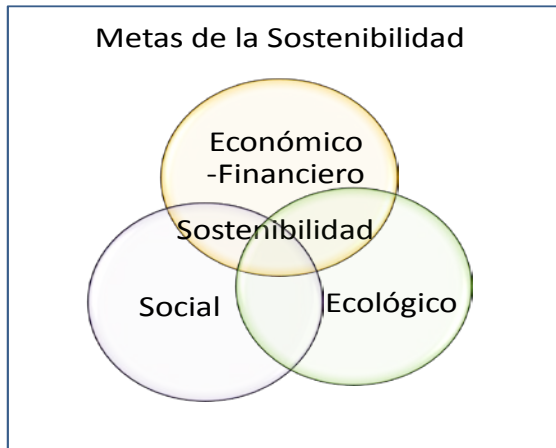 Metas de la Sostenibilidad
Económico
-Financiero
Sostenibilidad
Social
Ecológico